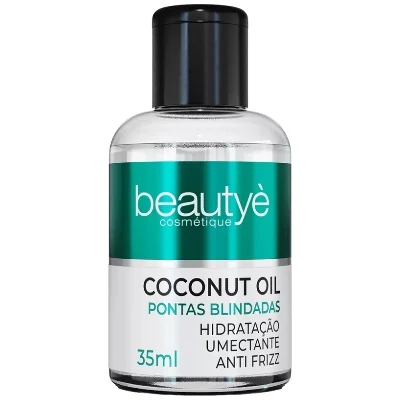 beautyè
cosmétique
COCONUT OIL
PONTAS BLINDADAS
HIDRATAÇÃO
UMECTANTE
35ml
ANTI FRIZZ